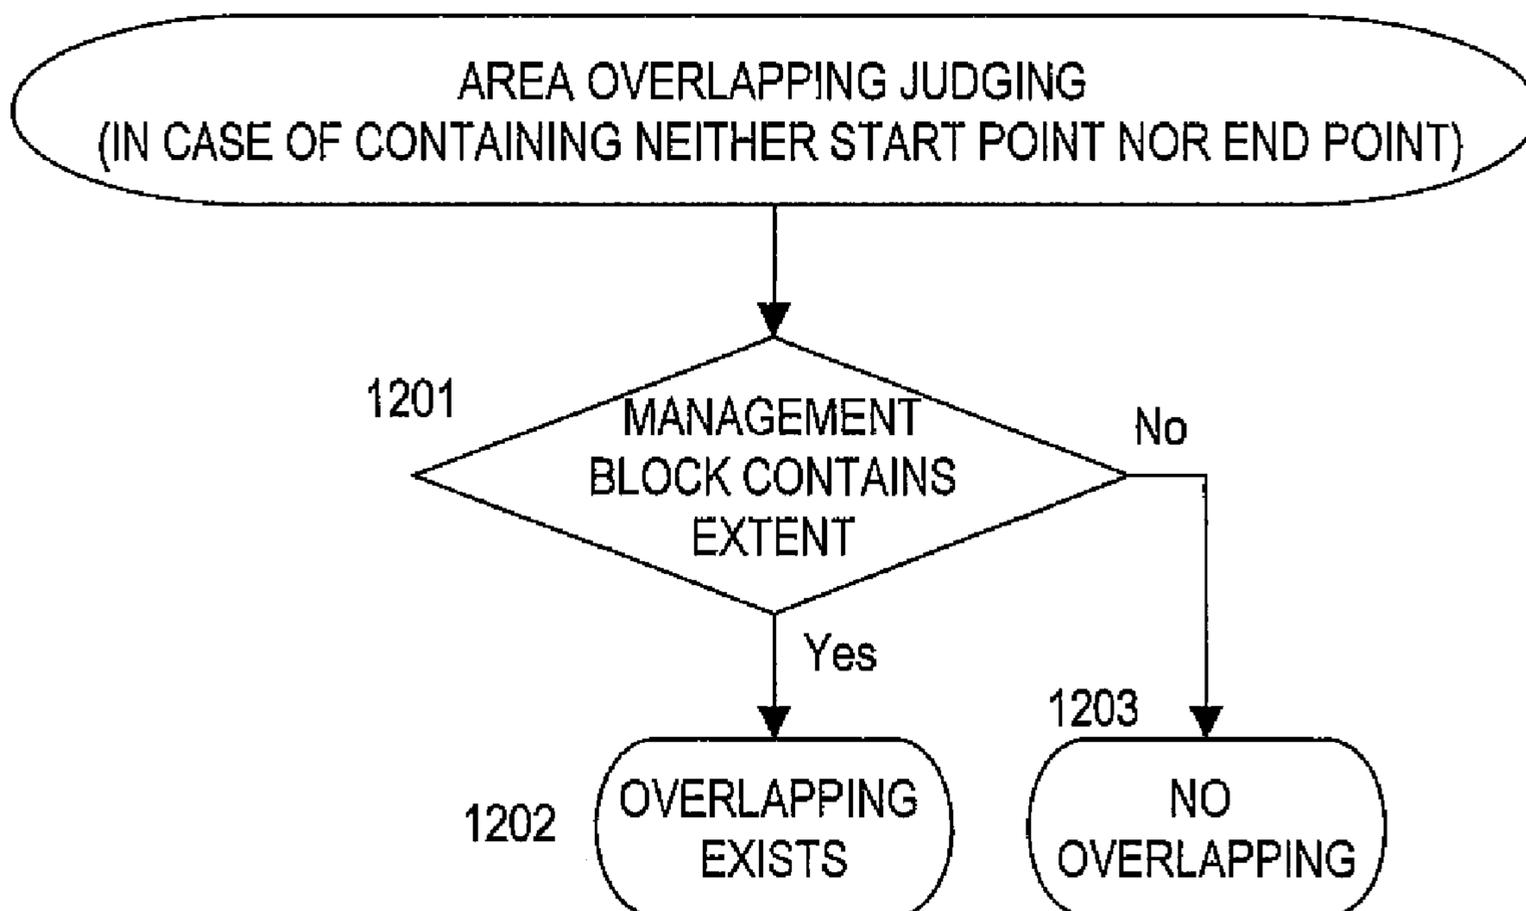 AREA OVERLAPPING JUDGING
(IN CASE OF CONTAINING NEITHER START POINT NOR END POINT)
1201
MANAGEMENT
BLOCK CONTAINS
EXTENT
No
Yes
1202
OVERLAPPING
EXISTS
1203
NO
OVERLAPPING